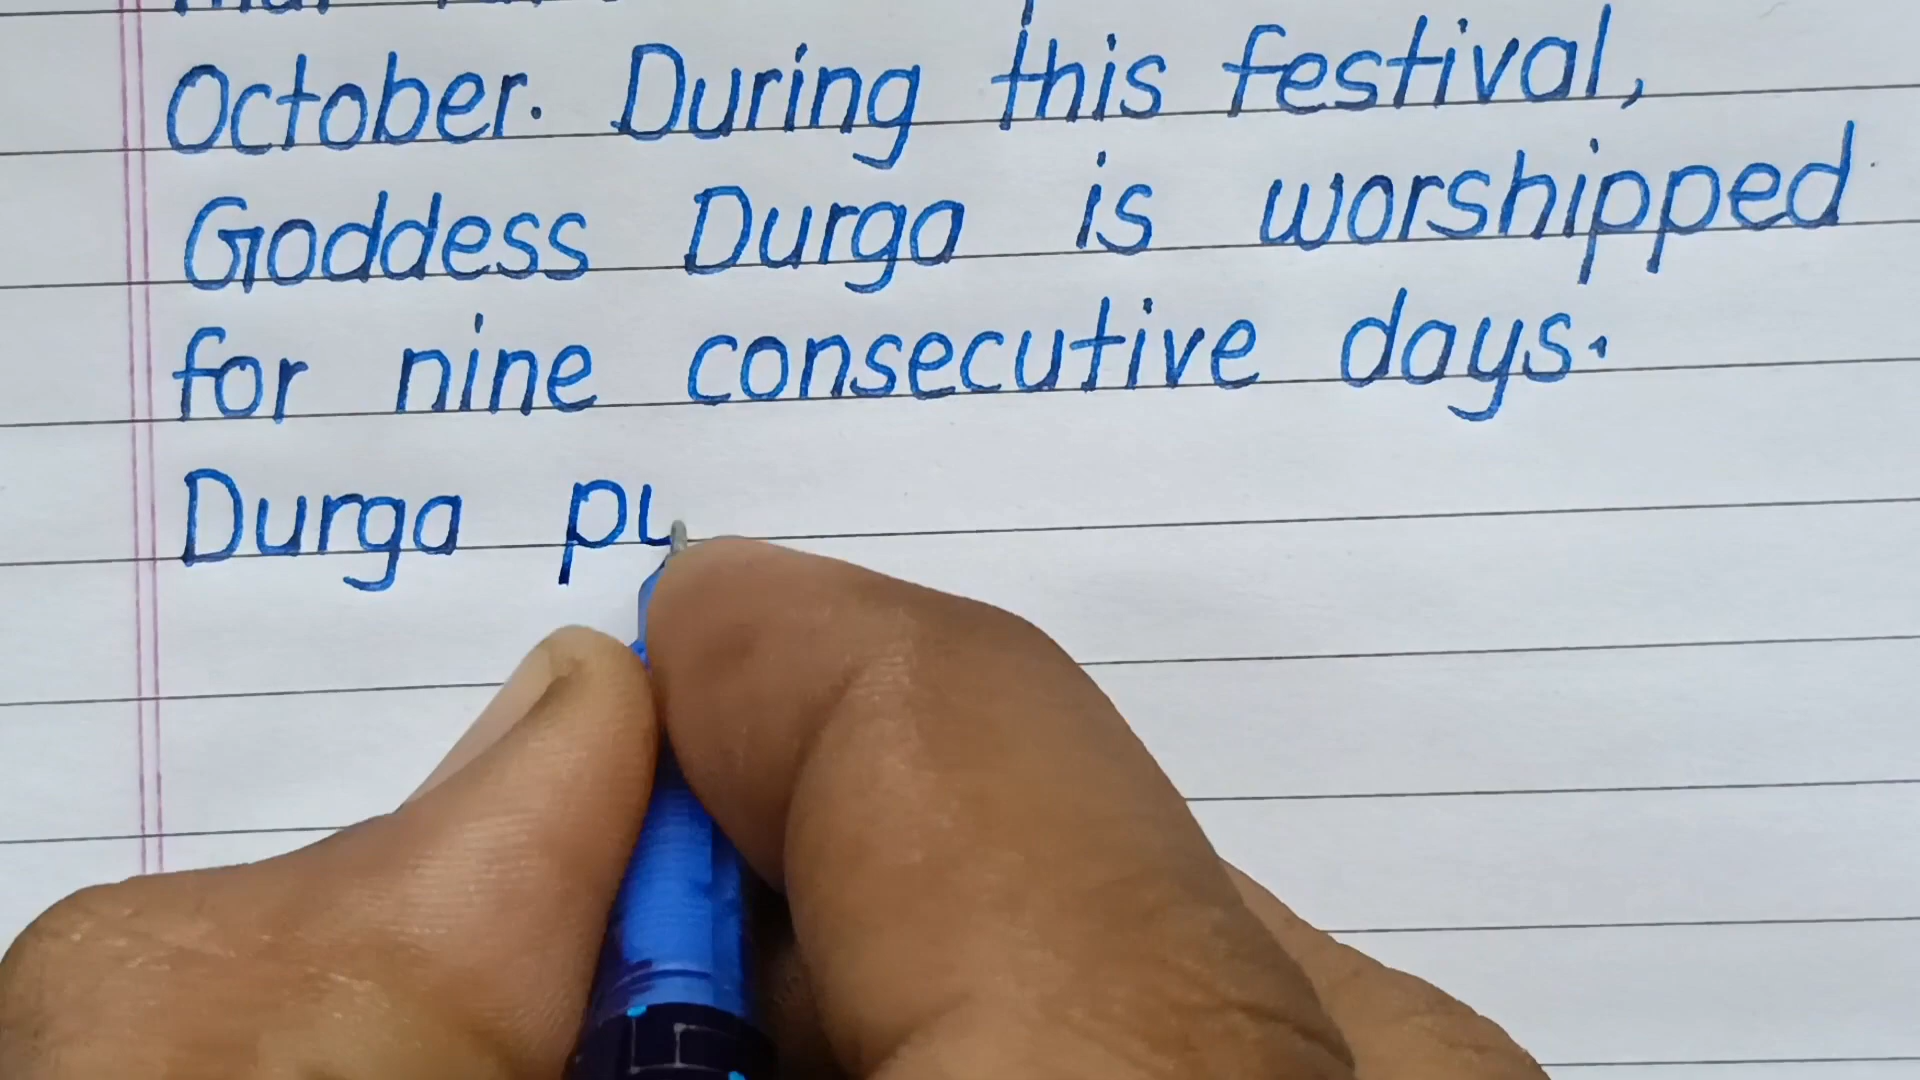 October. During this festival,
Goddess Durga is worshipped
for nine consecutive days.
Durga pu